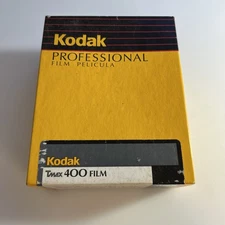 Kodak
PROFESSIONAL
FILM PELICULA
Kodak
TMAX 400 FILM